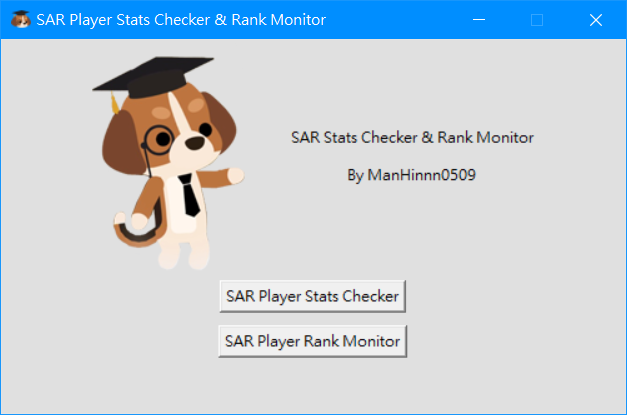 SAR Player Stats Checker & Rank Monitor
SAR Stats Checker & Rank Monitor
By ManHinnn0509
SAR Player Stats Checker
SAR Player Rank Monitor